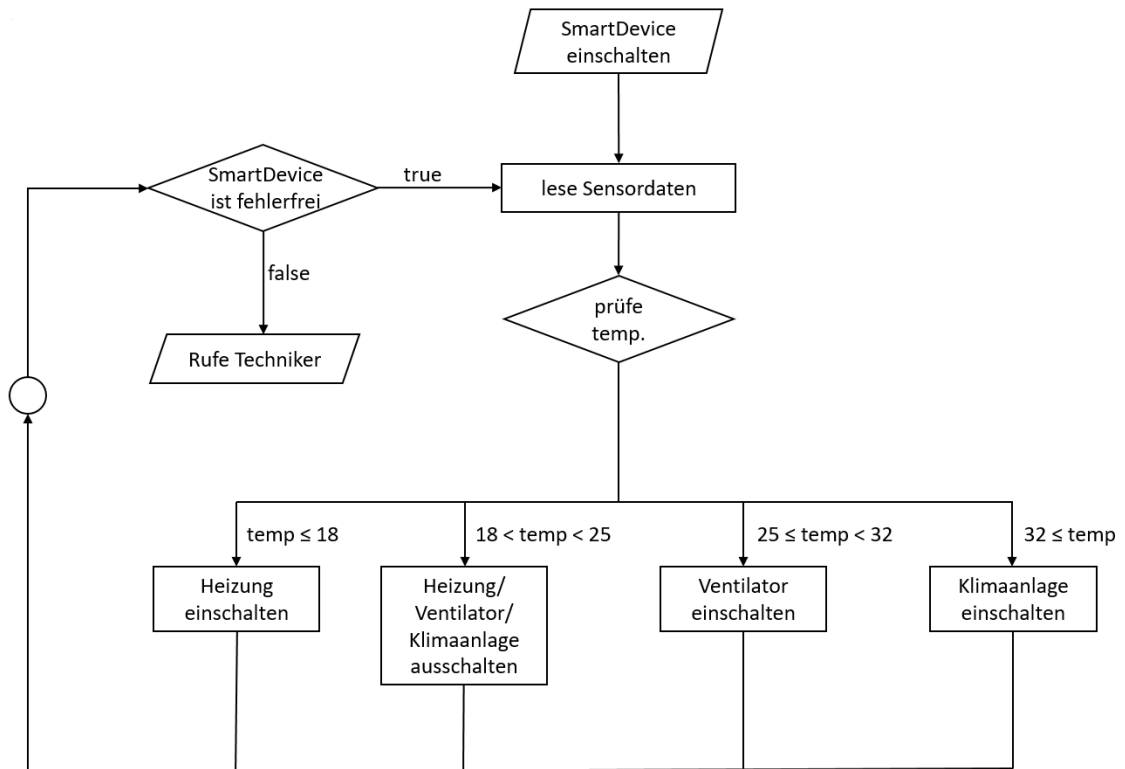 SmartDevice
einschalten
SmartDevice
ist fehlerfrei
true
lese Sensordaten
false
prüfe
temp.
Rufe Techniker
temp ≤ 18
18 < temp < 25
25 ≤ temp < 32
32 ≤ temp
Heizung
einschalten
Heizung/
Ventilator/
Klimaanlage
ausschalten
Ventilator
einschalten
Klimaanlage
einschalten